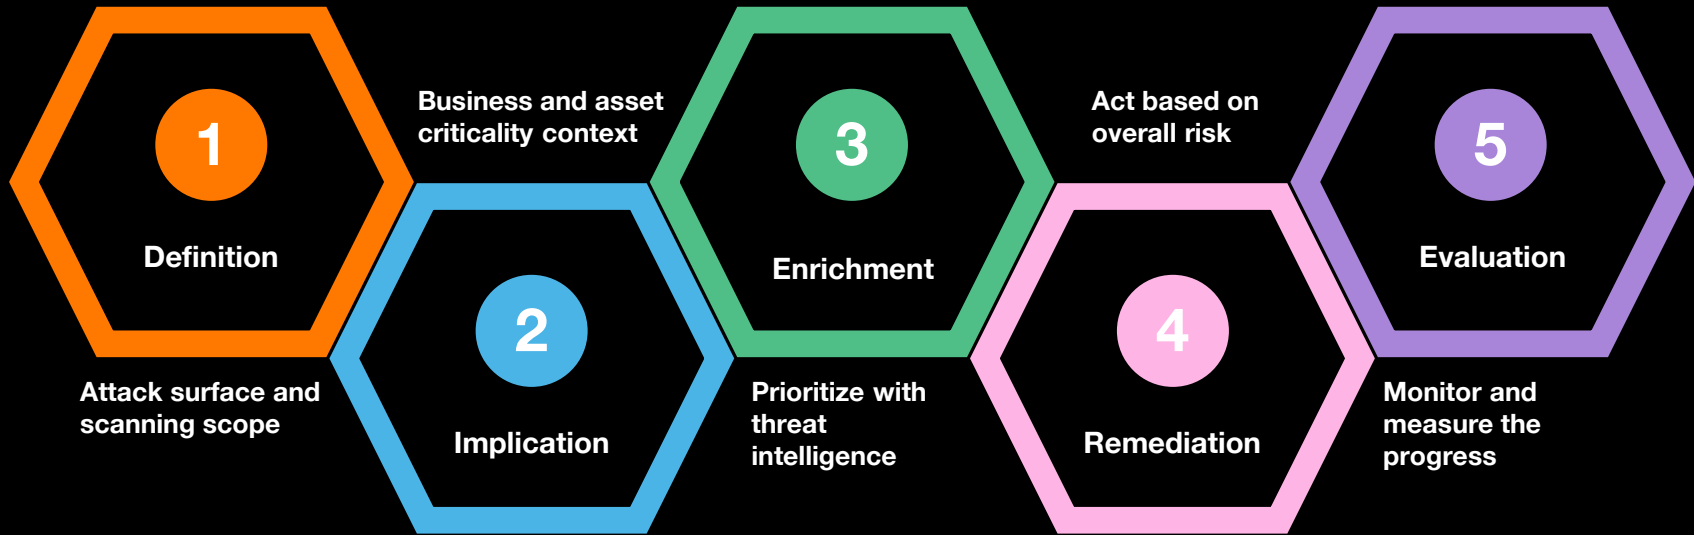 1
Definition
Attack surface and
scanning scope
Business and asset
criticality context
2
Implication
3
Enrichment
Prioritize with
threat
intelligence
Act based on
overall risk
4
Remediation
5
Evaluation
Monitor and
measure the
progress